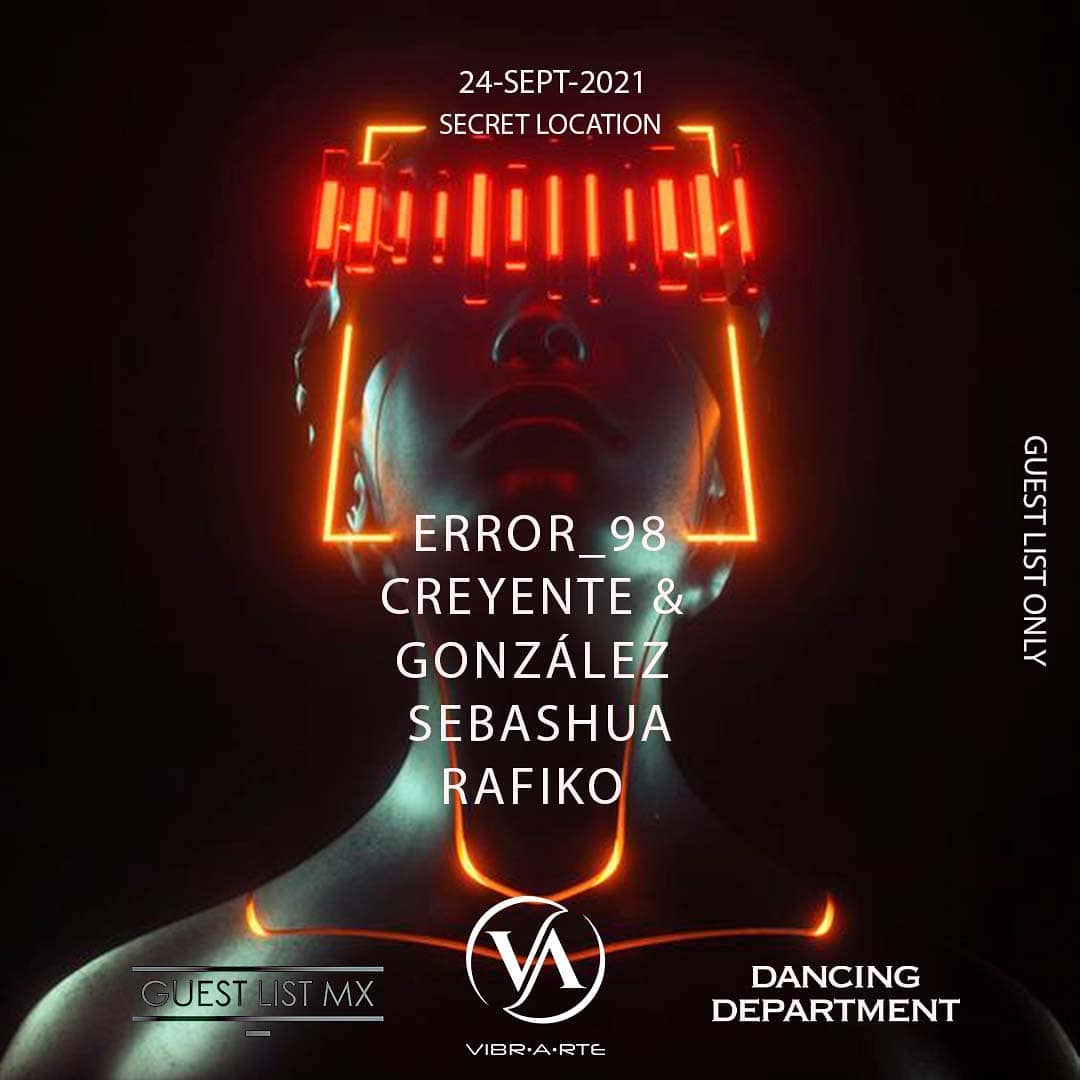 24-SEPT-2021
SECRET LOCATION
GUEST LIST ONLY
ERROR_98
CREYENTE &
GONZÁLEZ
SEBASHUA
RAFIKO
GUEST LIST MX
VA
VIBR•A•RTE
DANCING
DEPARTMENT